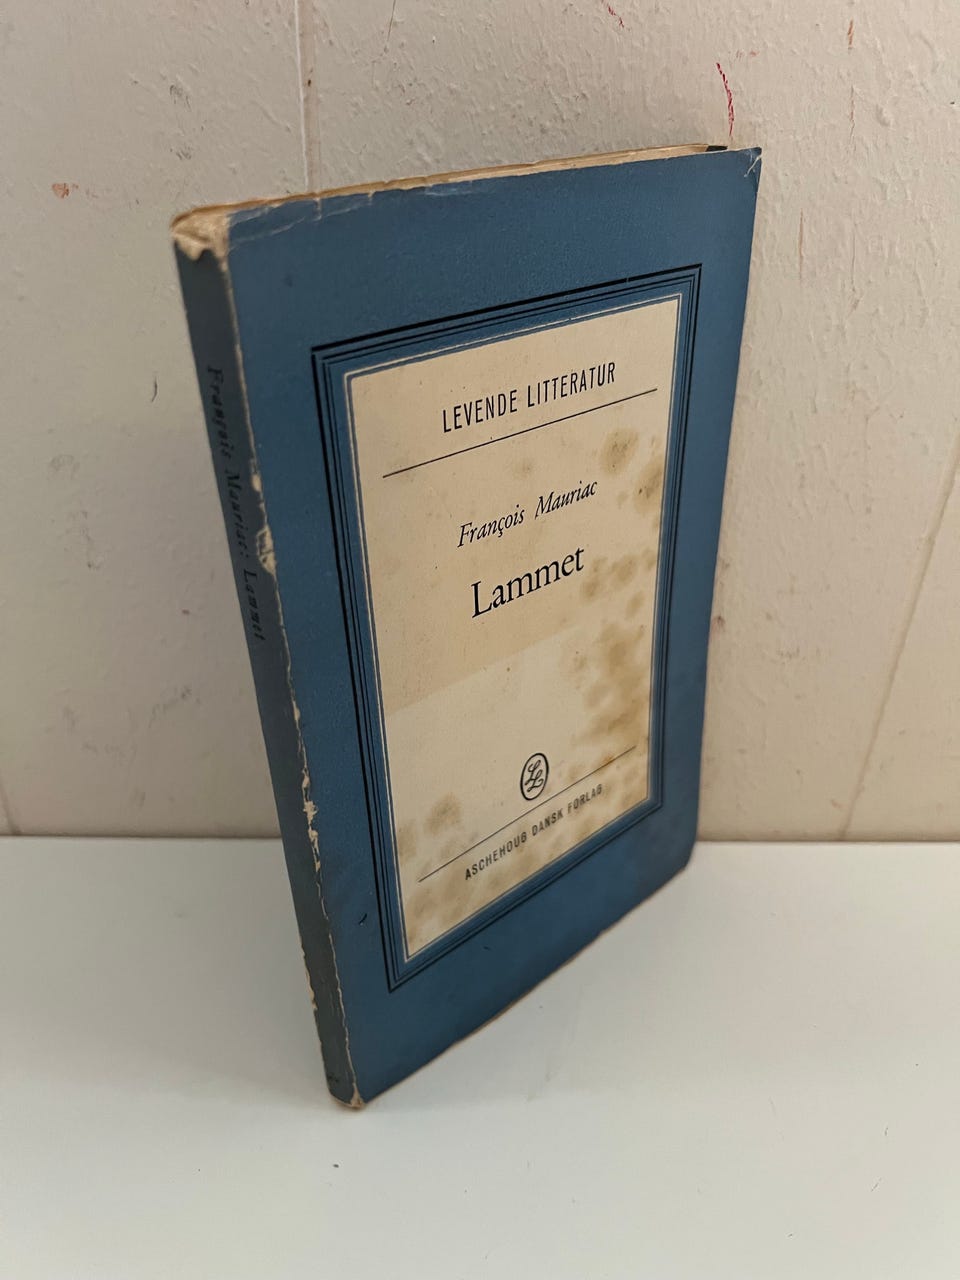 LEVENDE LITTERATUR
François Mauriac
Lammet
LL
ASCHEHOUG DANSK FORLAG
François Mauriac: Lammet